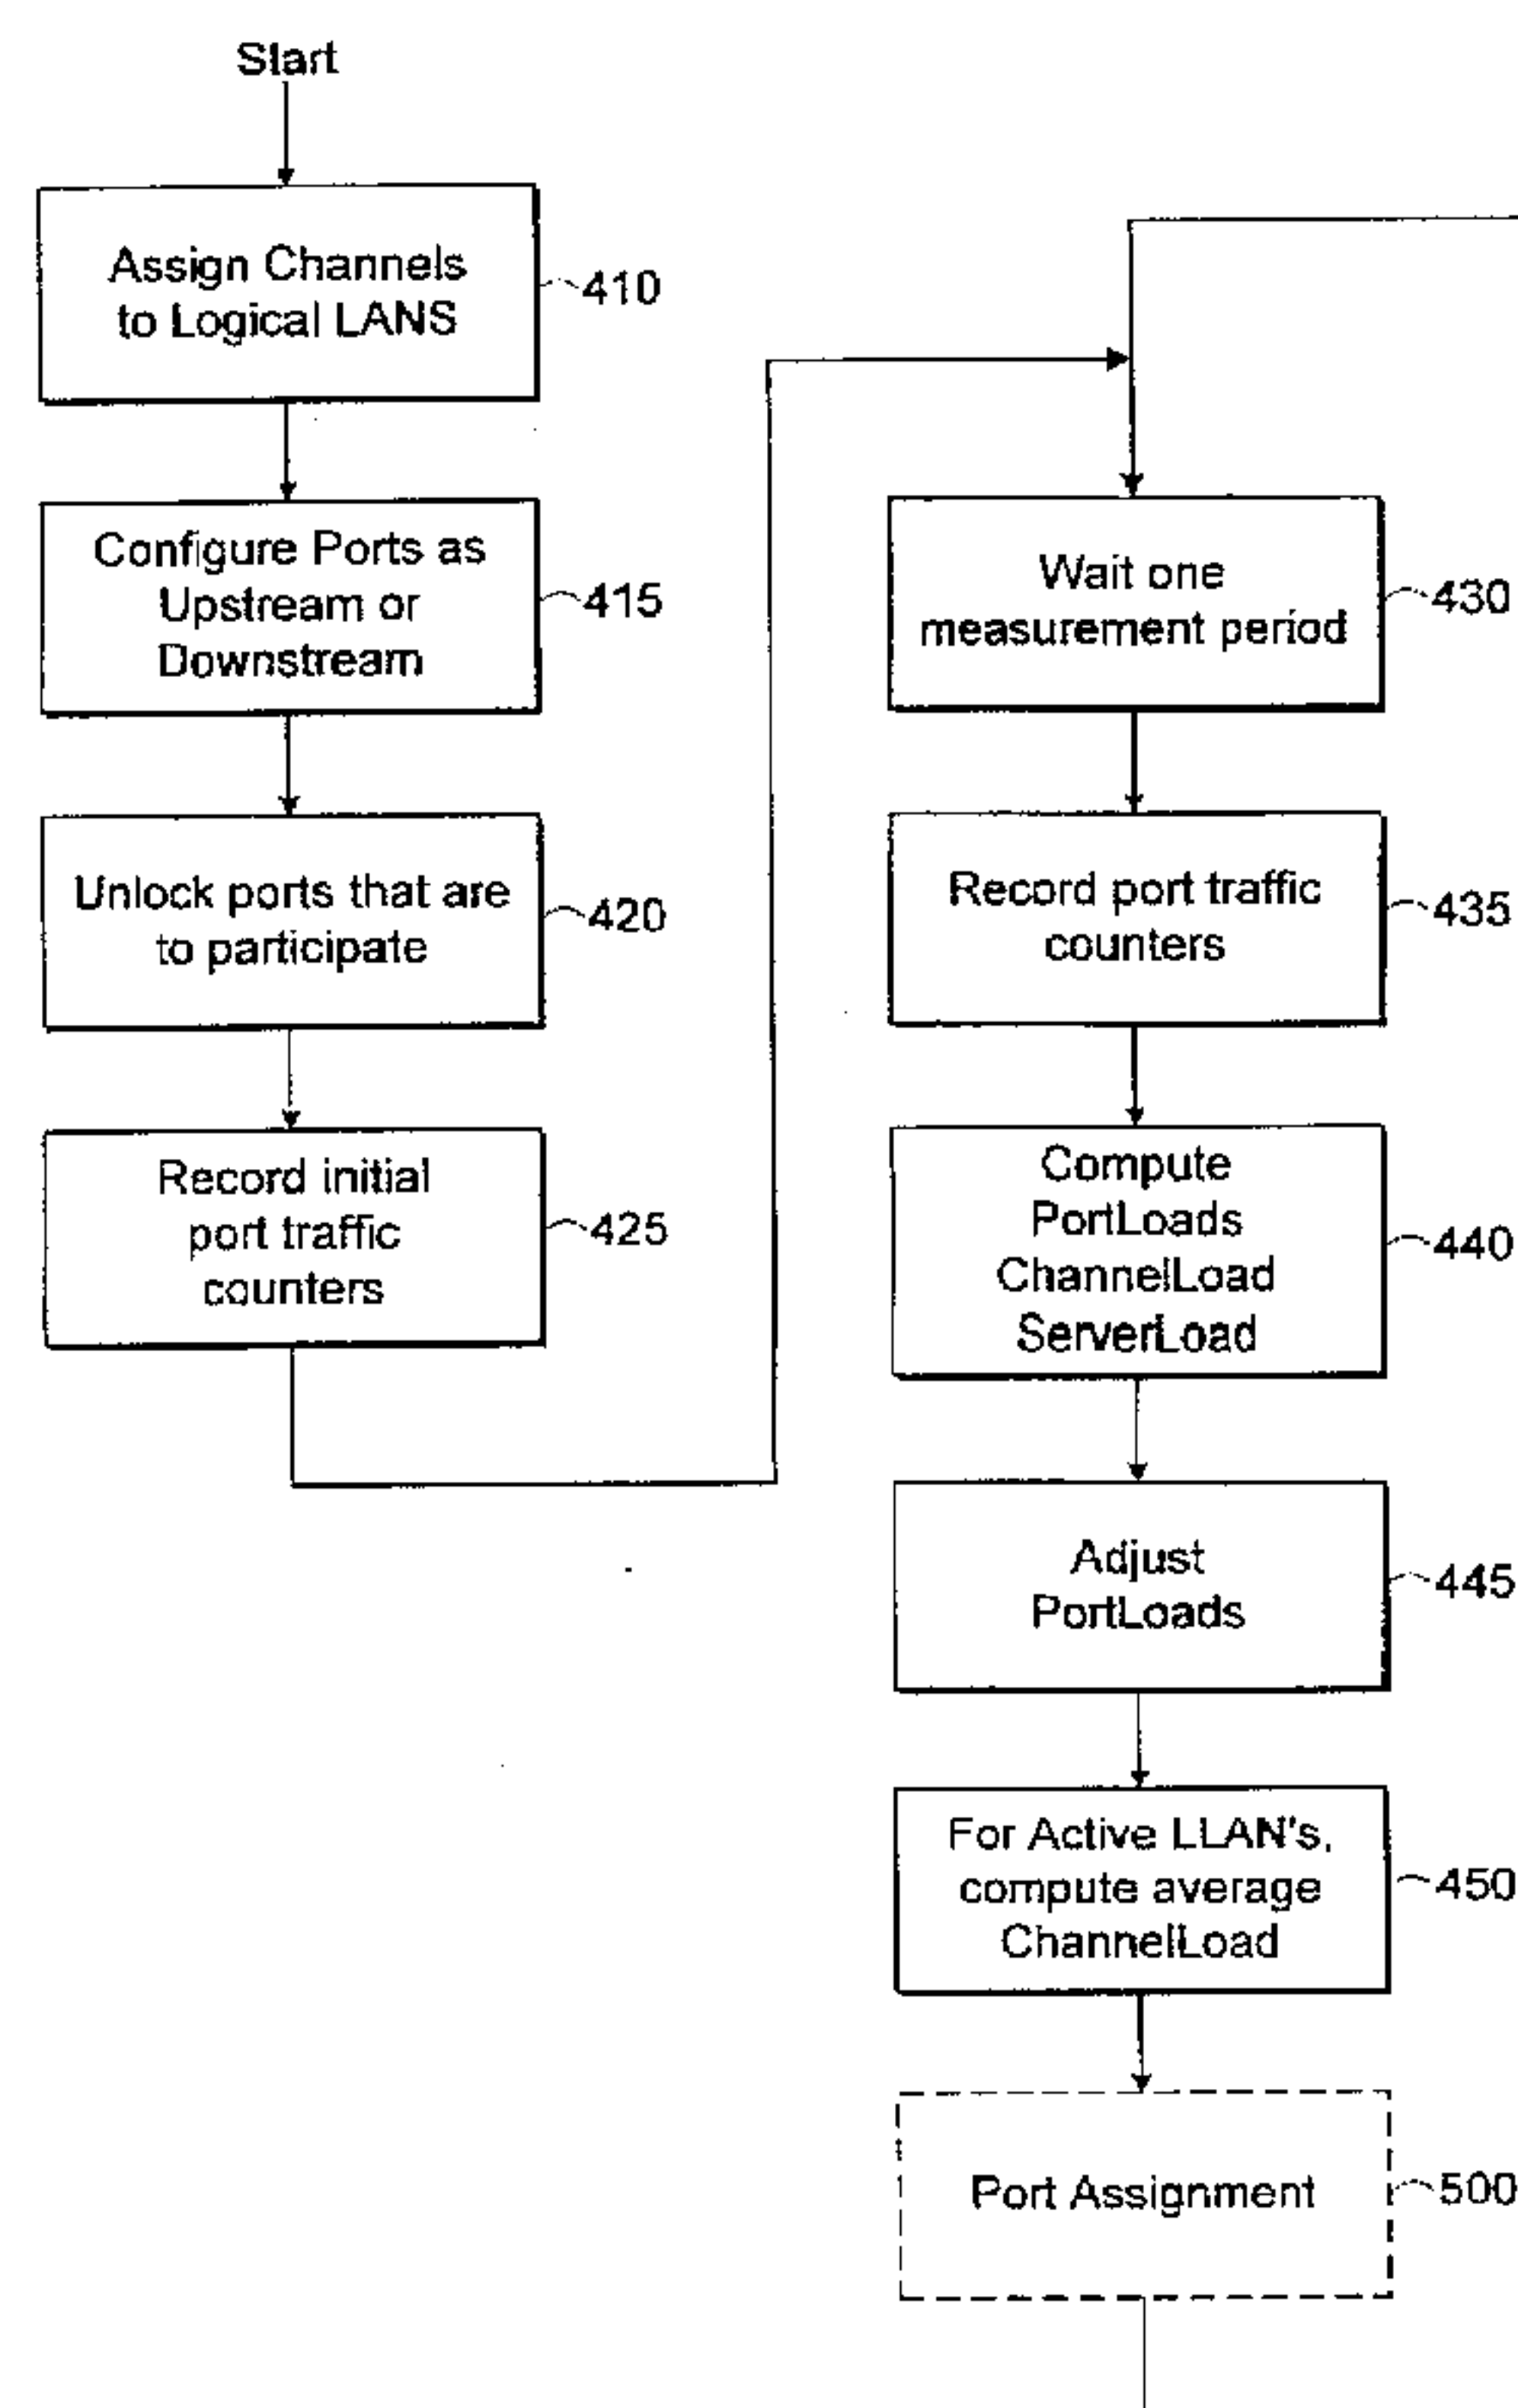 Start
Assign Channels
to Logical LANS
410
Configure Ports as
Upstream or
Downstream
415
Unlock ports that are
to participate
420
Record initial
port traffic
counters
425
Wait one
measurement period
430
Record port traffic
counters
435
Compute
PortLoads
ChannelLoad
ServerLoad
440
Adjust
PortLoads
445
For Active LLAN's,
compute average
ChannelLoad
450
Port Assignment
500